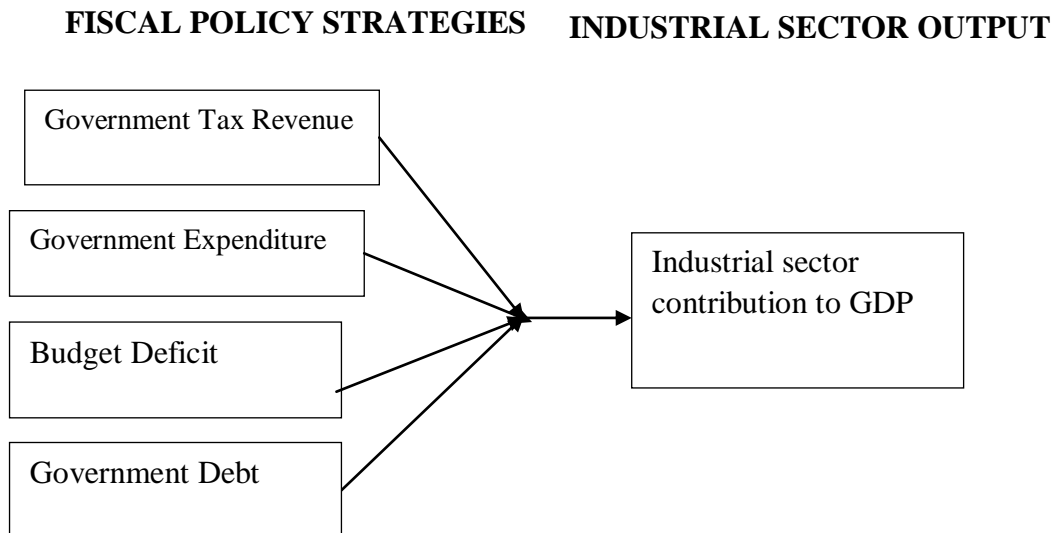 FISCAL POLICY STRATEGIES
INDUSTRIAL SECTOR OUTPUT
Government Tax Revenue
Government Expenditure
Budget Deficit
Government Debt
Industrial sector
contribution to GDP